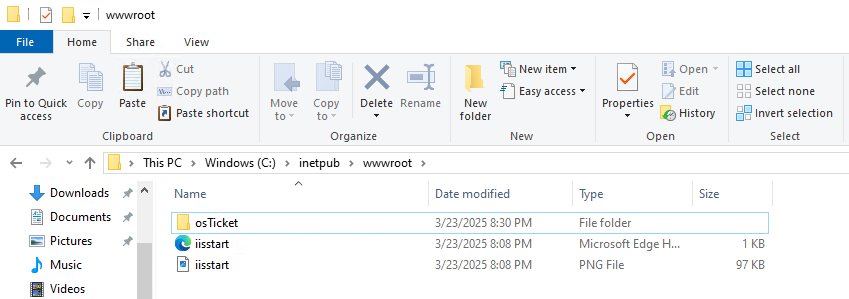 wwwroot
File Home Share View
Pin to Quick access
Copy
Paste
Cut
Copy path
Paste shortcut
Clipboard
Move to
Copy to
Delete
Rename
Organize
New folder
New item
Easy access
New
Properties
Open
Edit
History
Open
Select all
Select none
Invert selection
Select
This PC > Windows (C:) > inetpub > wwwroot >
Downloads
Documents
Pictures
Music
Videos
Name Date modified Type Size
osTicket 3/23/2025 8:30 PM File folder
iisstart 3/23/2025 8:08 PM Microsoft Edge H... 1 KB
iisstart 3/23/2025 8:08 PM PNG File 97 KB